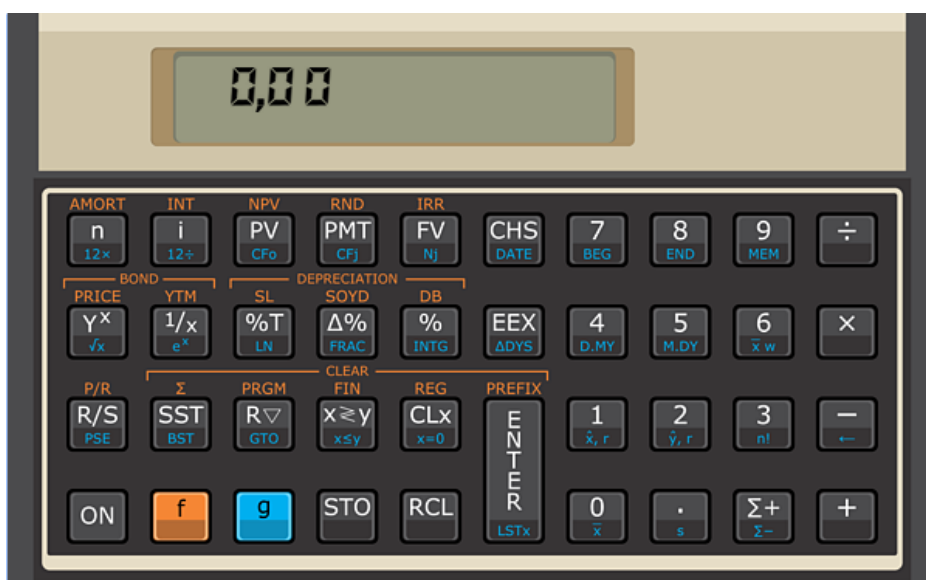 0,00
AMORT INT NPV RND IRR
n i PV PMT FV CHS 7 8 9 ÷
12× 12÷ CFo CFj Nj DATE BEG END MEM
BOND DEPRECIATION
PRICE YTM SL SOYD DB
Yˣ 1/x %T Δ% % EEX 4 5 6 ×
√x eˣ LN FRAC INTG ΔDYS D.MY M.DY x̅ w
CLEAR
P/R Σ PRGM FIN REG PREFIX
R/S SST R▽ x≷y CLx ENTER 1 2 3 −
PSE BST GTO x≤y x=0 x̂, r ŷ, r n! ←
ON f g STO RCL 0 . Σ+ +
LSTx x̅ s Σ−